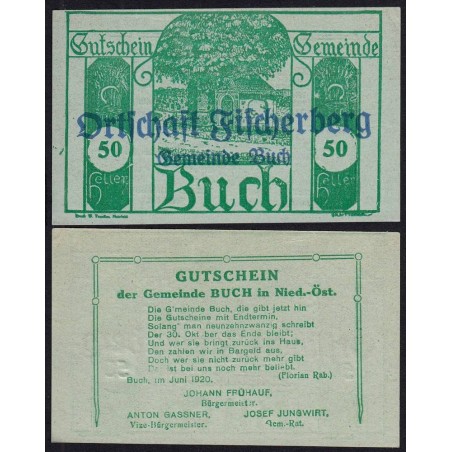 Gutschein Gemeinde
50 50
Ortschaft Fischerberg
Heller Heller
Gemeinde Buch
Buch
GUTSCHEIN
der Gemeinde BUCH in Nied.-Öst.
Die G'meinde Buch, die gibt jetzt hin
Die Gutscheine mit Endtermin,
Solang' man neunzehnzwanzig schreibt
Der 30. Okt ber das Ende bleibt;
Und wer sie bringt zurück ins Haus,
Den zahlen wir in Bargeld aus,
Doch wer sie nicht zurück mehr gibt
Der ist bei uns noch mehr beliebt.
(Florian Rab.)
Buch, im Juni 1920.
JOHANN FRÜHAUF,
Bürgermeister.
ANTON GASSNER, JOSEF JUNGWIRT,
Vize-Bürgermeister. Gem.-Rat.